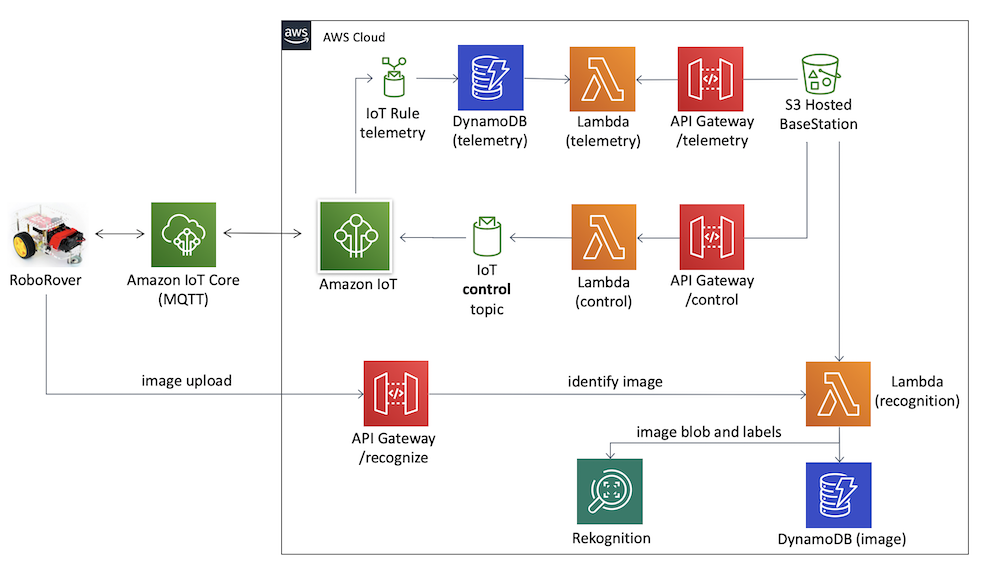 aws
AWS Cloud
IoT Rule
telemetry
DynamoDB
(telemetry)
Lambda
(telemetry)
API Gateway
/telemetry
S3 Hosted
BaseStation
RoboRover
Amazon IoT Core
(MQTT)
Amazon IoT
IoT
control
topic
Lambda
(control)
API Gateway
/control
image upload
API Gateway
/recognize
identify image
Lambda
(recognition)
image blob and labels
Rekognition
DynamoDB (image)